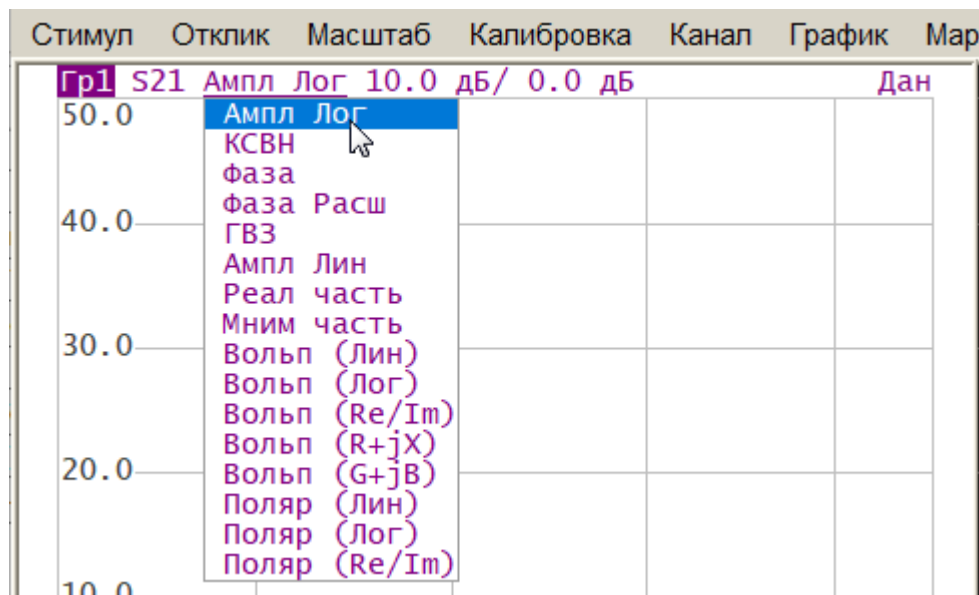 Стимул Отклик Масштаб Калибровка Канал График Мар
Гр1 S21 Ампл Лог 10.0 дБ/ 0.0 дБ Дан
50.0
Ампл Лог
КСВН
Фаза
Фаза Расш
40.0
ГВЗ
Ампл Лин
Реал часть
Мним часть
30.0
Вольп (Лин)
Вольп (Лог)
Вольп (Re/Im)
Вольп (R+jX)
20.0
Вольп (G+jB)
Поляр (Лин)
Поляр (Лог)
Поляр (Re/Im)
10.0